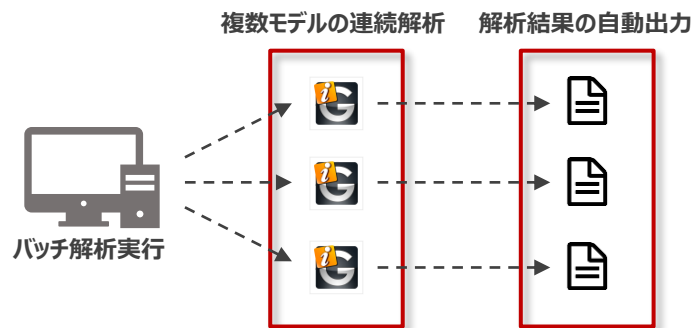 複数モデルの連続解析
解析結果の自動出力
i G
i G
i G
バッチ解析実行